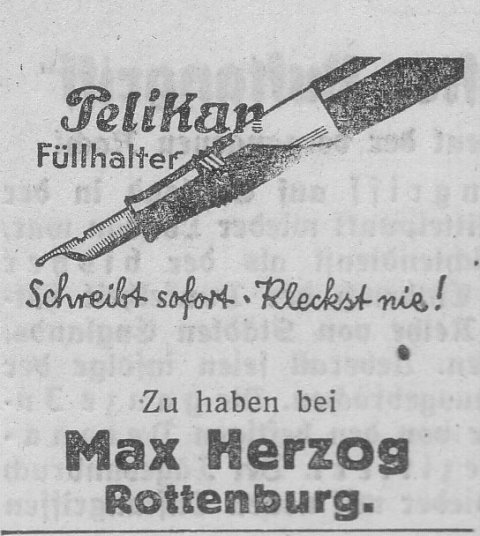 Pelikan
Füllhalter
Schreibt sofort · Kleckst nie!
Zu haben bei
Max Herzog
Rottenburg.